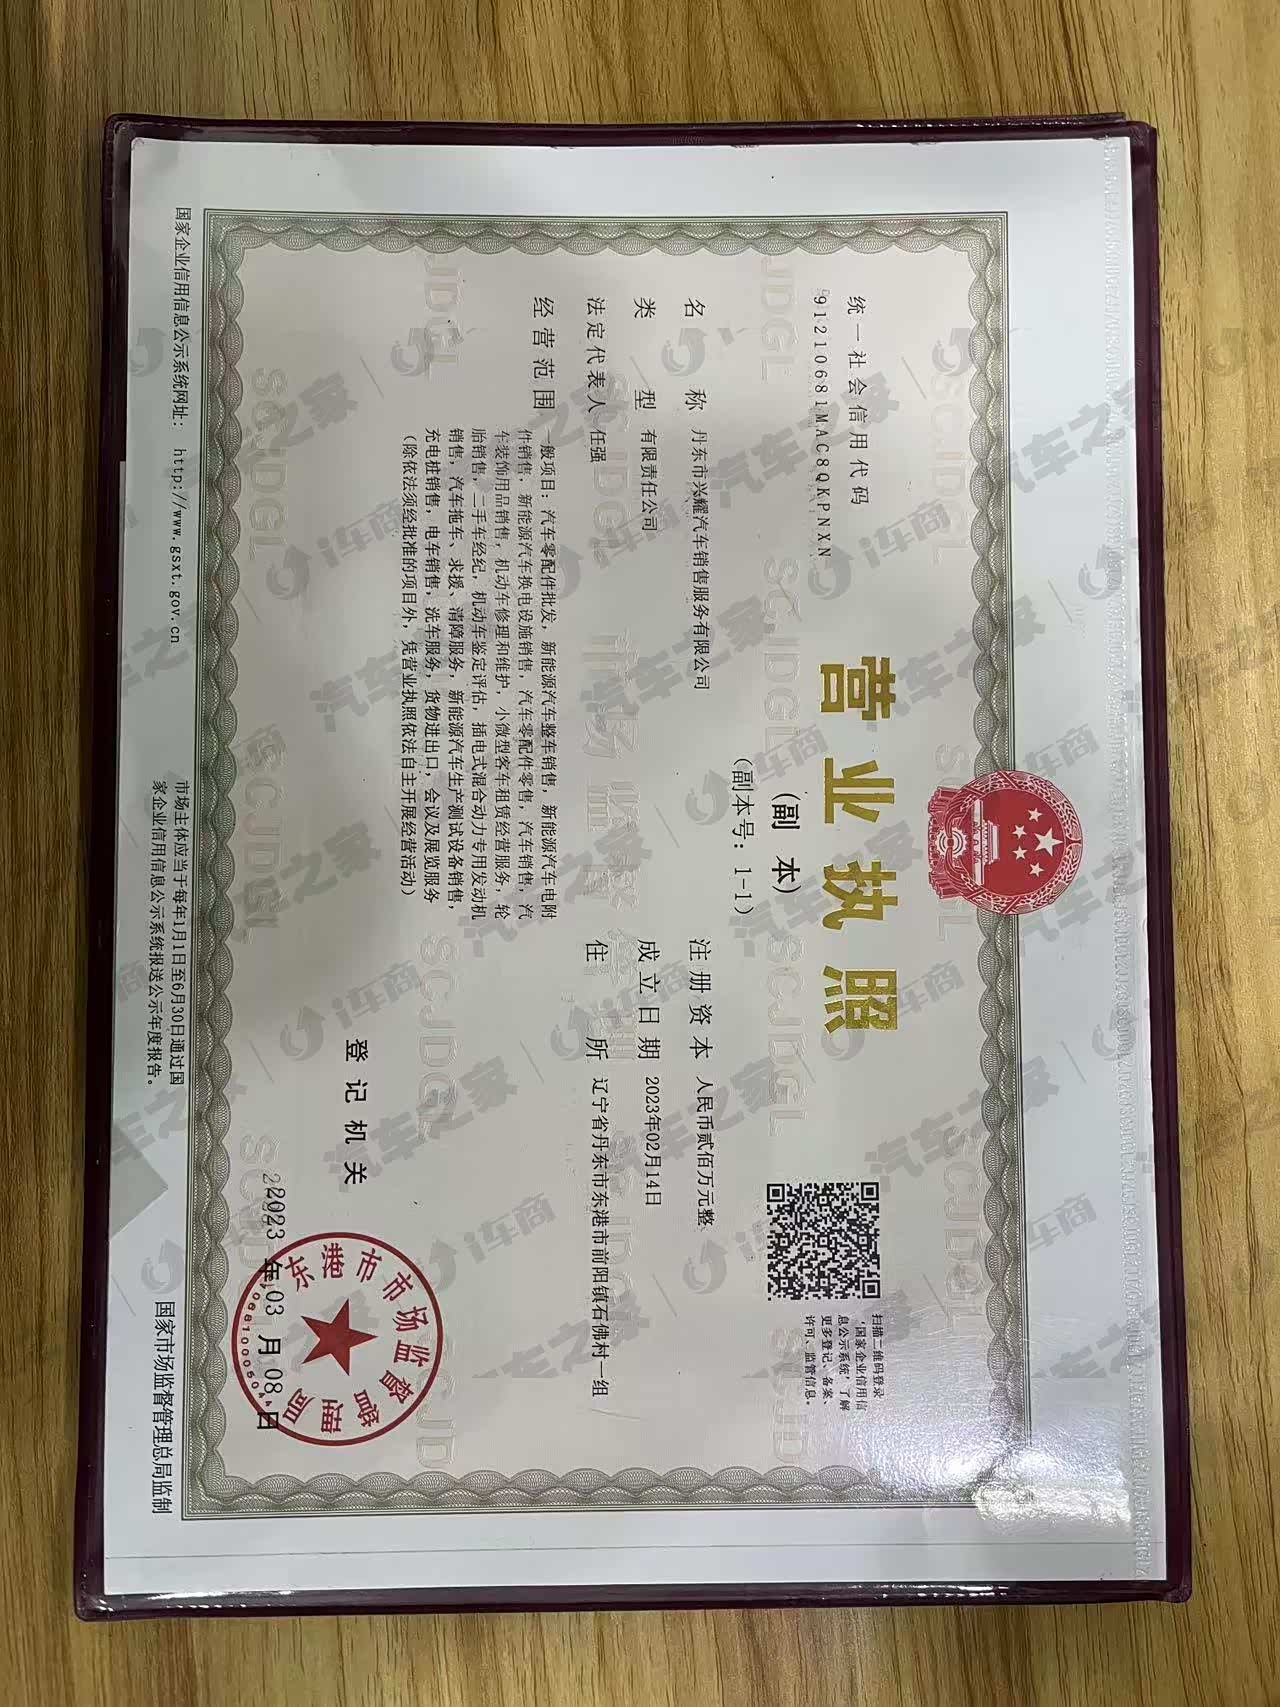 营业执照
(副 本)
(副本号：1-1)
统一社会信用代码
91210681MAC8QKPNXN
扫描二维码登录
‘国家企业信用信
息公示系统’了解
更多登记、备案、
许可、监管信息。
名 称 丹东市兴耀汽车销售服务有限公司
类 型 有限责任公司
法定代表人 任强
经营范围 一般项目：汽车零配件批发，新能源汽车整车销售，新能源汽车电附
件销售，新能源汽车换电设施销售，汽车零配件零售，汽车销售，汽
车装饰用品销售，机动车修理和维护，小微型客车租赁经营服务，轮
胎销售，二手车经纪，机动车鉴定评估，插电式混合动力专用发动机
销售，汽车拖车、求援、清障服务，新能源汽车生产测试设备销售，
充电桩销售，电车销售，洗车服务，货物进出口，会议及展览服务
（除依法须经批准的项目外，凭营业执照依法自主开展经营活动）
注册资本 人民币贰佰万元整
成立日期 2023年02月14日
住 所 辽宁省丹东市东港市前阳镇石佛村一组
登记机关
东港市市场监督管理局
2023 年 03 月 08 日
国家企业信用信息公示系统网址： http://www.gsxt.gov.cn
市场主体应当于每年1月1日至6月30日通过国
家企业信用信息公示系统报送公示年度报告。
国家市场监督管理总局监制
SCJDGL
市场监督管理
汽车之家 | i车商